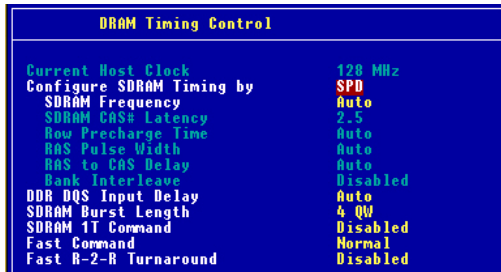 DRAM Timing Control
Current Host Clock 128 MHz
Configure SDRAM Timing by SPD
SDRAM Frequency Auto
SDRAM CAS# Latency 2.5
Row Precharge Time Auto
RAS Pulse Width Auto
RAS to CAS Delay Auto
Bank Interleave Disabled
DDR DQS Input Delay Auto
SDRAM Burst Length 4 QW
SDRAM 1T Command Disabled
Fast Command Normal
Fast R-2-R Turnaround Disabled